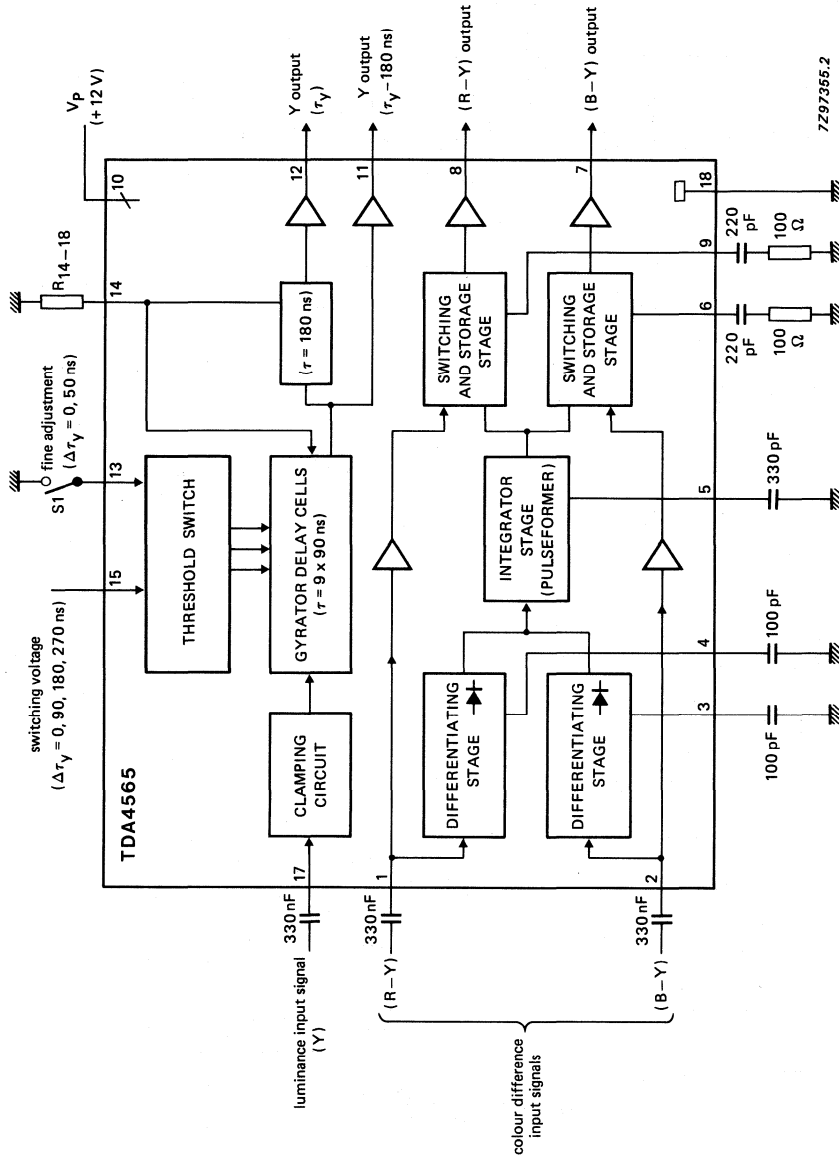 switching voltage
(Δτy = 0, 90, 180, 270 ns)
fine adjustment
(Δτy = 0, 50 ns)
S1
R14–18
VP
(+12 V)
TDA4565
15
13
14
10
THRESHOLD SWITCH
luminance input signal
(Y)
330 nF
17
CLAMPING
CIRCUIT
GYRATOR DELAY CELLS
(τ = 9 x 90 ns)
(τ = 180 ns)
12
Y output
(τy)
11
Y output
(τy – 180 ns)
colour difference
input signals
(R–Y)
330 nF
1
DIFFERENTIATING
STAGE
SWITCHING
AND STORAGE
STAGE
8
(R–Y) output
INTEGRATOR
STAGE
(PULSEFORMER)
DIFFERENTIATING
STAGE
SWITCHING
AND STORAGE
STAGE
7
(B–Y) output
(B–Y)
330 nF
2
3
4
5
6
9
18
100 pF
100 pF
330 pF
220
pF
100
Ω
220
pF
100
Ω
7Z97355.2